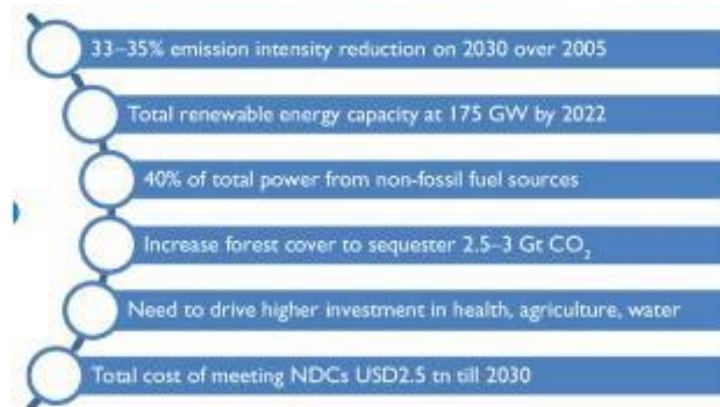 33–35% emission intensity reduction on 2030 over 2005
Total renewable energy capacity at 175 GW by 2022
40% of total power from non-fossil fuel sources
Increase forest cover to sequester 2.5–3 Gt CO₂
Need to drive higher investment in health, agriculture, water
Total cost of meeting NDCs USD2.5 tn till 2030